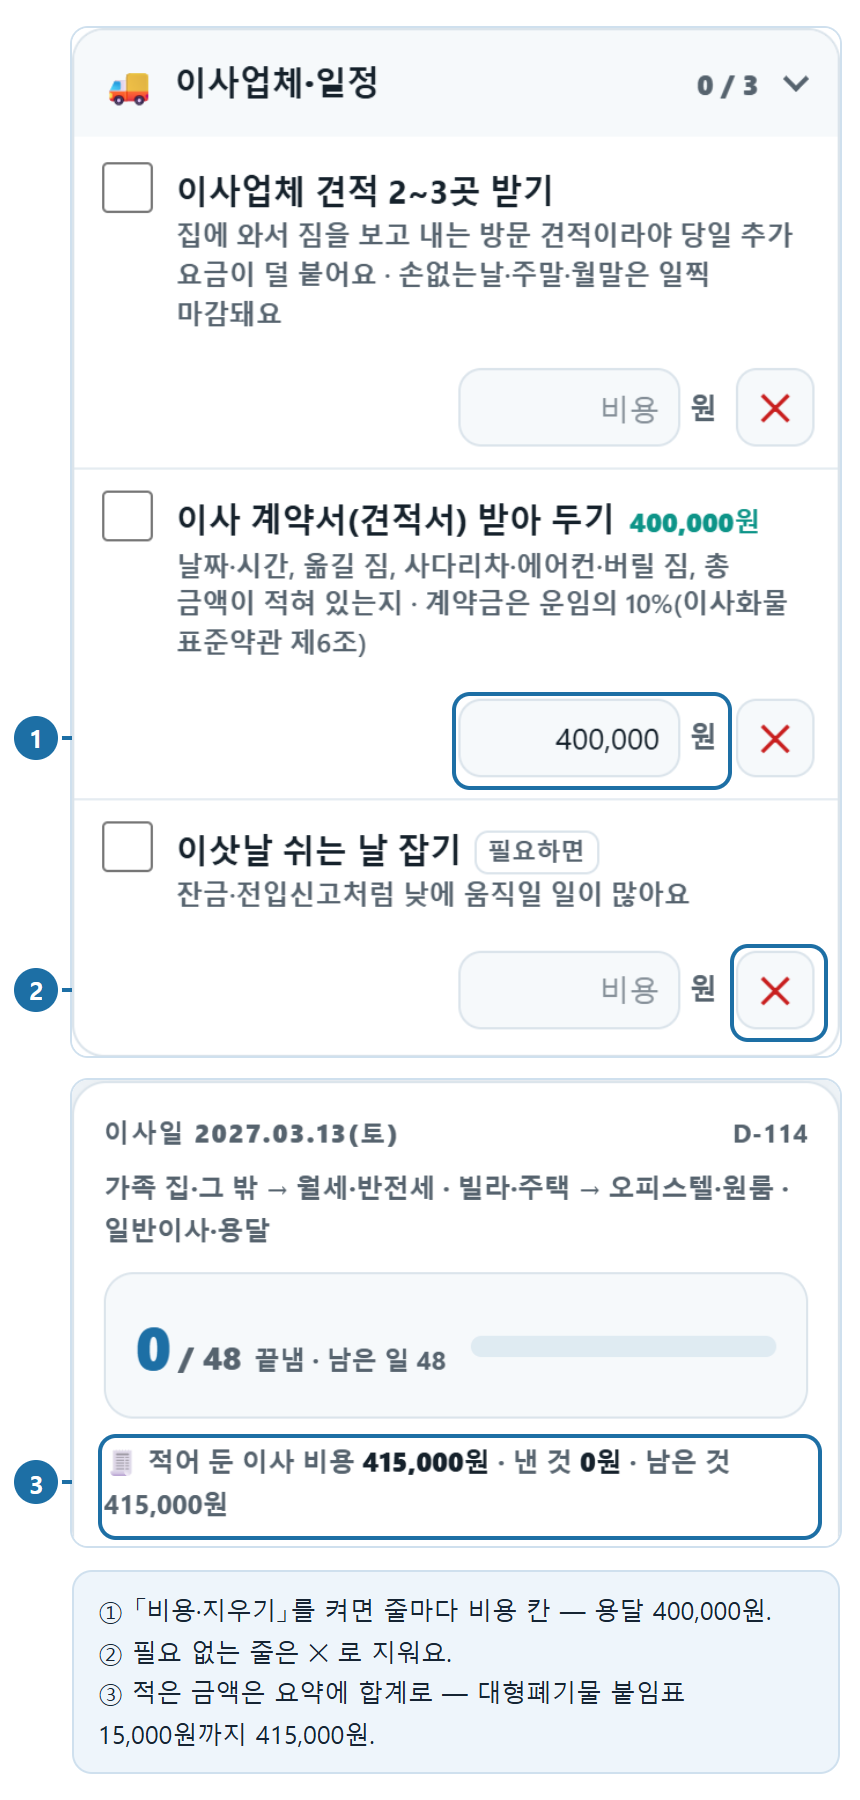 이사업체·일정 0 / 3
이사업체 견적 2~3곳 받기
집에 와서 짐을 보고 내는 방문 견적이라야 당일 추가
요금이 덜 붙어요 · 손없는날·주말·월말은 일찍
마감돼요
비용 원
이사 계약서(견적서) 받아 두기 400,000원
날짜·시간, 옮길 짐, 사다리차·에어컨·버릴 짐, 총
금액이 적혀 있는지 · 계약금은 운임의 10%(이사화물
표준약관 제6조)
1 400,000 원
이삿날 쉬는 날 잡기 필요하면
잔금·전입신고처럼 낮에 움직일 일이 많아요
2 비용 원
이사일 2027.03.13(토) D-114
가족 집·그 밖 → 월세·반전세 · 빌라·주택 → 오피스텔·원룸 ·
일반이사·용달
0 / 48 끝냄 · 남은 일 48
3 적어 둔 이사 비용 415,000원 · 낸 것 0원 · 남은 것
415,000원
① 「비용·지우기」를 켜면 줄마다 비용 칸 — 용달 400,000원.
② 필요 없는 줄은 ✕ 로 지워요.
③ 적은 금액은 요약에 합계로 — 대형폐기물 붙임표
15,000원까지 415,000원.